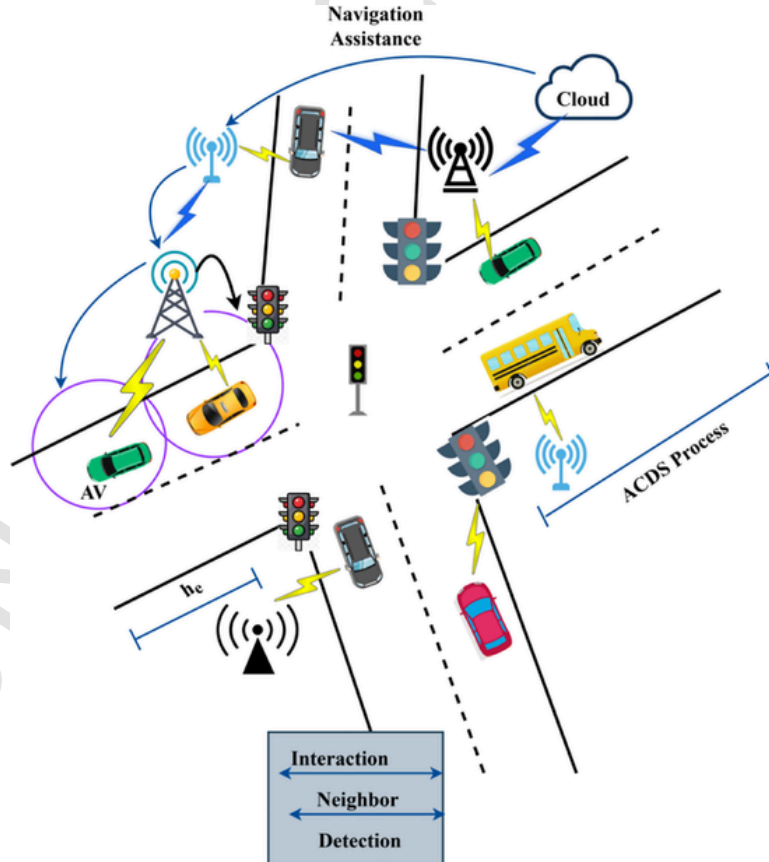 Navigation
Assistance
Cloud
AV
ACDS Process
hₑ
Interaction
Neighbor
Detection